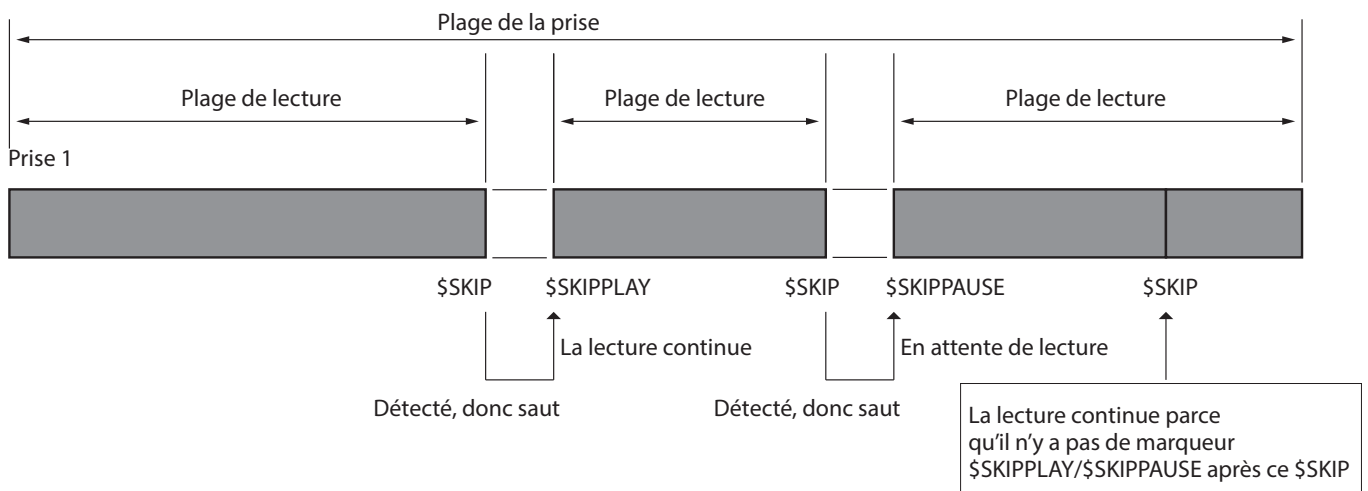 Plage de la prise
Plage de lecture
Plage de lecture
Plage de lecture
Prise 1
$SKIP
$SKIPPLAY
$SKIP
$SKIPPAUSE
$SKIP
La lecture continue
En attente de lecture
Détecté, donc saut
Détecté, donc saut
La lecture continue parce
qu'il n'y a pas de marqueur
$SKIPPLAY/$SKIPPAUSE après ce $SKIP